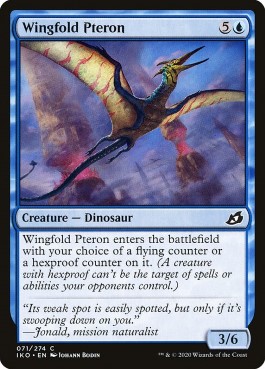 Wingfold Pteron
5
Creature — Dinosaur
Wingfold Pteron enters the battlefield
with your choice of a flying counter or
a hexproof counter on it. (A creature
with hexproof can't be the target of spells or
abilities your opponents control.)
"Its weak spot is easily spotted, but only if it's
swooping down on you."
—Jonald, mission naturalist
3/6
071/274 C
IKO • EN Johann Bodin
™ & © 2020 Wizards of the Coast